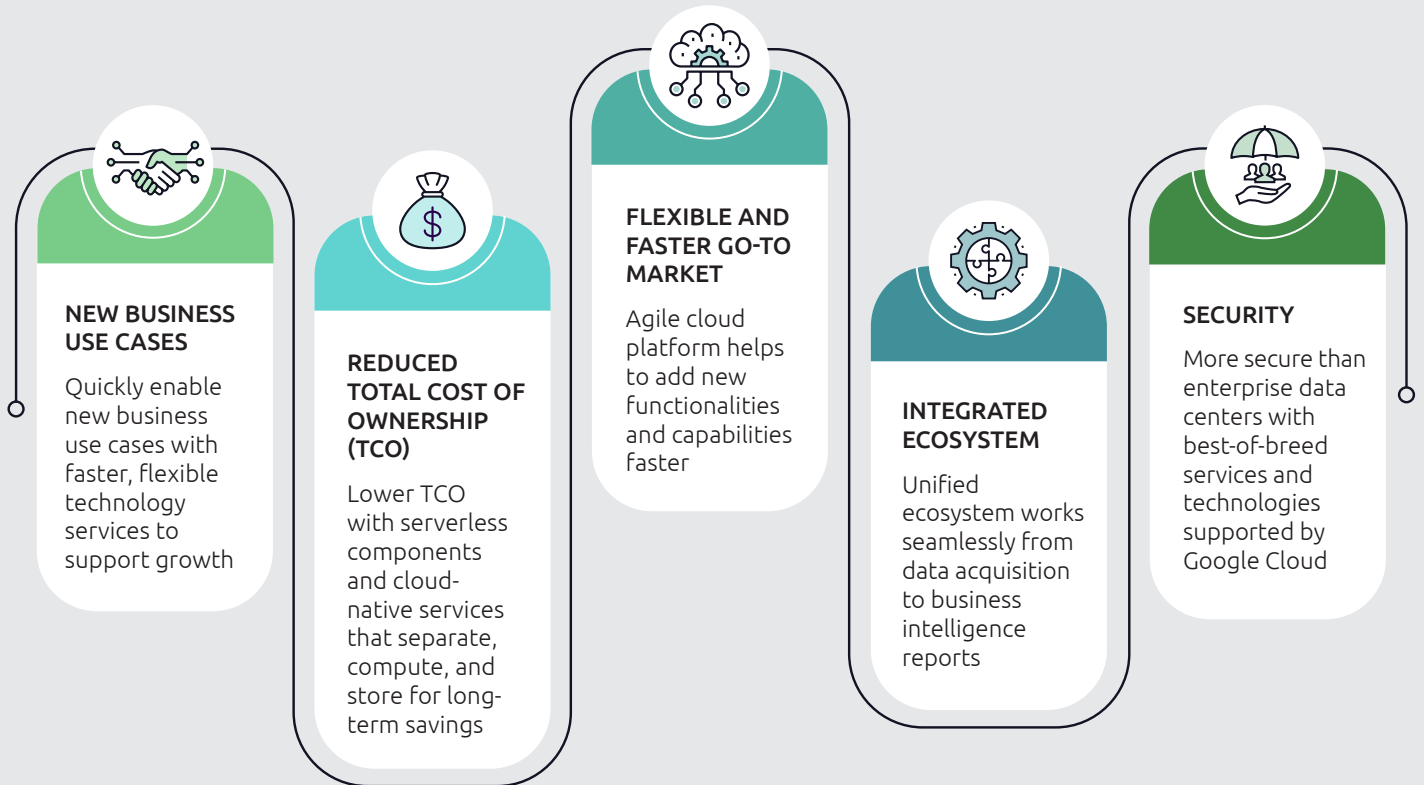 NEW BUSINESS
USE CASES
Quickly enable
new business
use cases with
faster, flexible
technology
services to
support growth
$
REDUCED
TOTAL COST OF
OWNERSHIP
(TCO)
Lower TCO
with serverless
components
and cloud-
native services
that separate,
compute, and
store for long-
term savings
FLEXIBLE AND
FASTER GO-TO
MARKET
Agile cloud
platform helps
to add new
functionalities
and capabilities
faster
INTEGRATED
ECOSYSTEM
Unified
ecosystem works
seamlessly from
data acquisition
to business
intelligence
reports
SECURITY
More secure than
enterprise data
centers with
best-of-breed
services and
technologies
supported by
Google Cloud